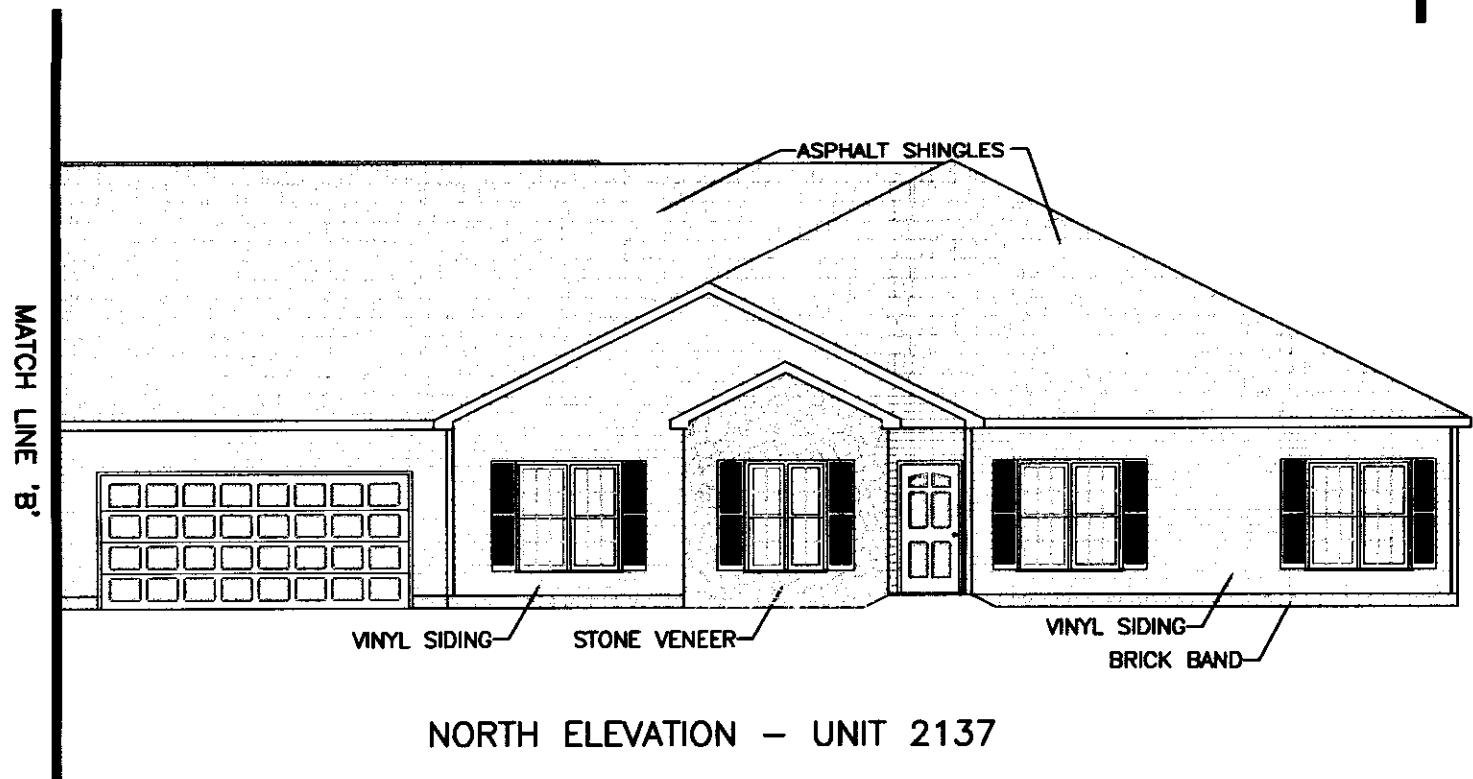 ASPHALT SHINGLES
MATCH LINE 'B'
VINYL SIDING
STONE VENEER
VINYL SIDING
BRICK BAND
NORTH ELEVATION – UNIT 2137